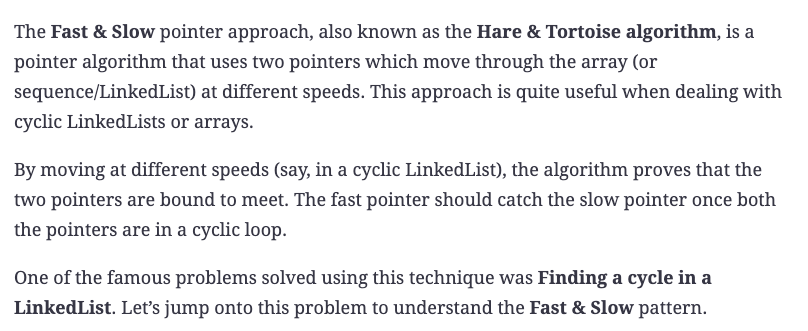 The Fast & Slow pointer approach, also known as the Hare & Tortoise algorithm, is a
pointer algorithm that uses two pointers which move through the array (or
sequence/LinkedList) at different speeds. This approach is quite useful when dealing with
cyclic LinkedLists or arrays.
By moving at different speeds (say, in a cyclic LinkedList), the algorithm proves that the
two pointers are bound to meet. The fast pointer should catch the slow pointer once both
the pointers are in a cyclic loop.
One of the famous problems solved using this technique was Finding a cycle in a
LinkedList. Let’s jump onto this problem to understand the Fast & Slow pattern.